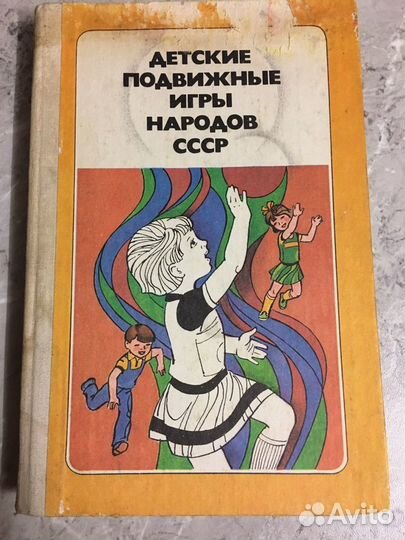 ДЕТСКИЕ
ПОДВИЖНЫЕ
ИГРЫ
НАРОДОВ
СССР
Avito